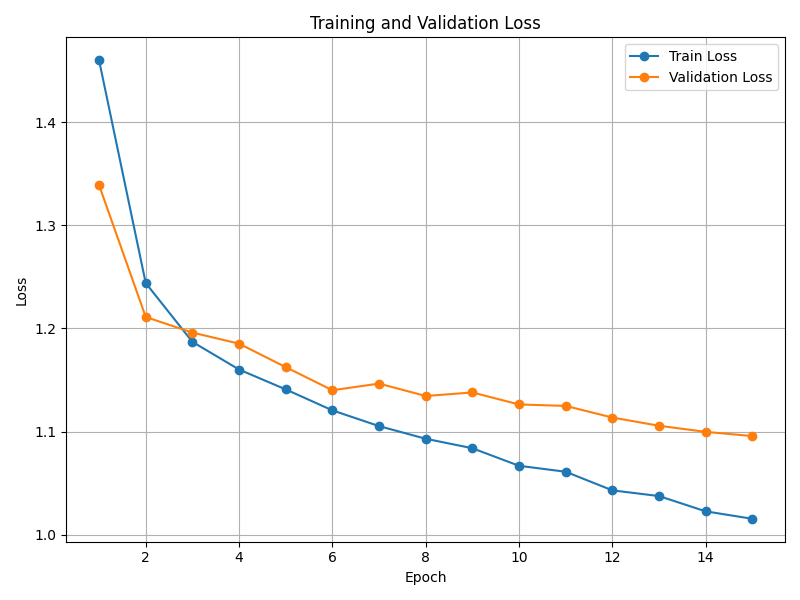 Training and Validation Loss
Train Loss
Validation Loss
1.4
1.3
1.2
1.1
1.0
Loss
2 4 6 8 10 12 14
Epoch